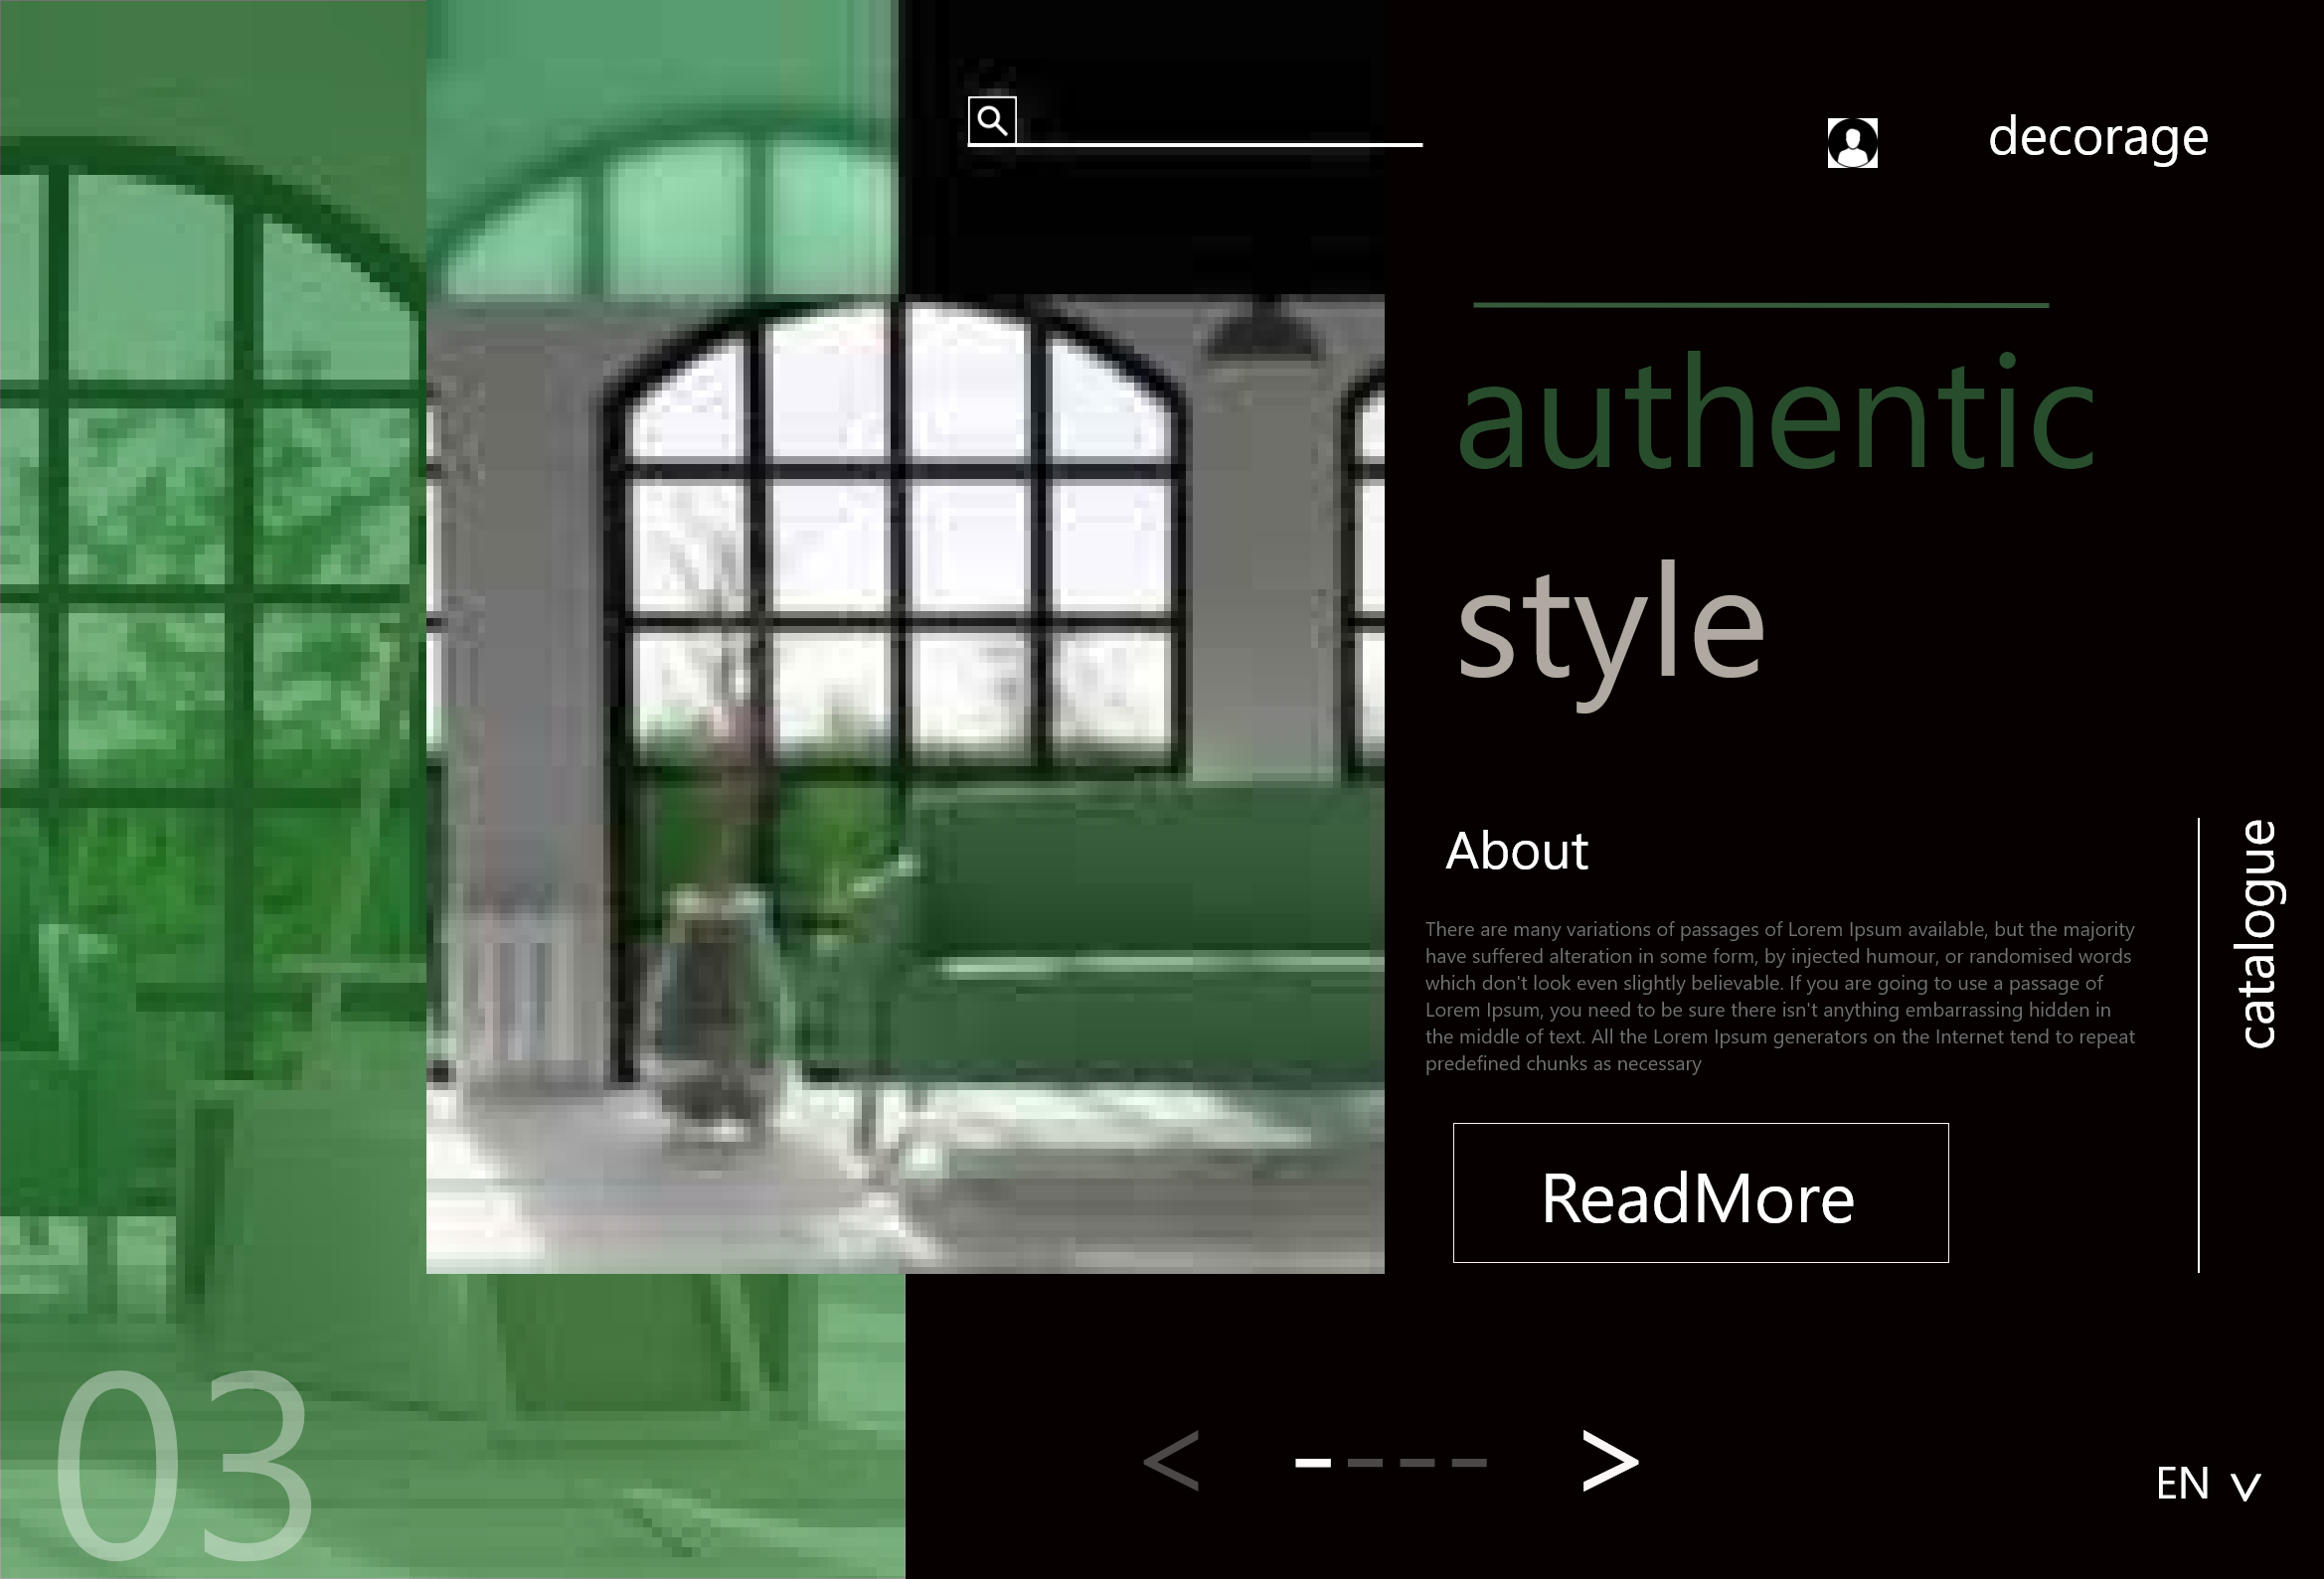 decorage
authentic
style
About
There are many variations of passages of Lorem Ipsum available, but the majority
have suffered alteration in some form, by injected humour, or randomised words
which don't look even slightly believable. If you are going to use a passage of
Lorem Ipsum, you need to be sure there isn't anything embarrassing hidden in
the middle of text. All the Lorem Ipsum generators on the Internet tend to repeat
predefined chunks as necessary
catalogue
ReadMore
03
< >
EN